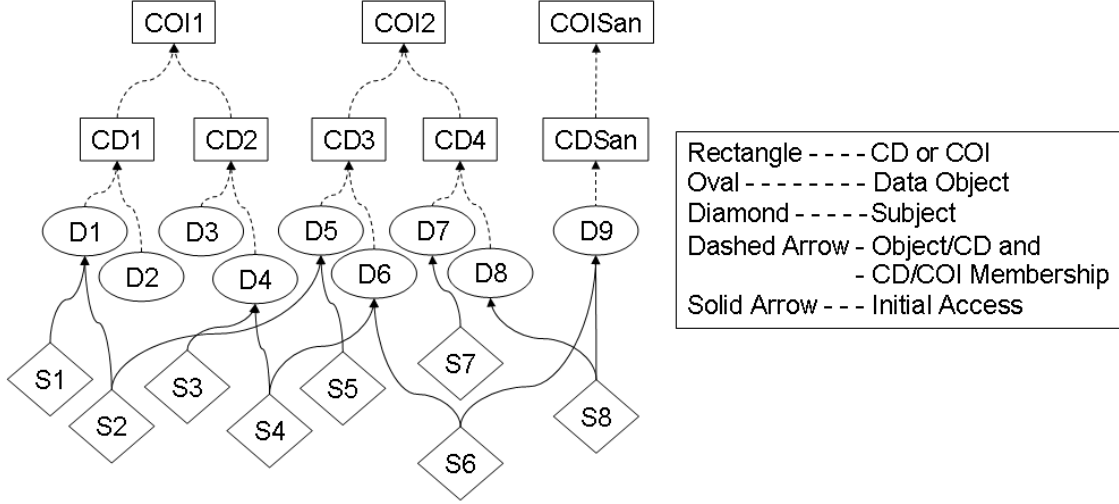 COI1 COI2 COISan
CD1 CD2 CD3 CD4 CDSan
D1 D3 D5 D7 D9
D2 D4 D6 D8
S1 S3 S5 S7
S2 S4 S6 S8
Rectangle - - - - CD or COI
Oval - - - - - - - - Data Object
Diamond - - - - - Subject
Dashed Arrow - Object/CD and
- CD/COI Membership
Solid Arrow - - - Initial Access